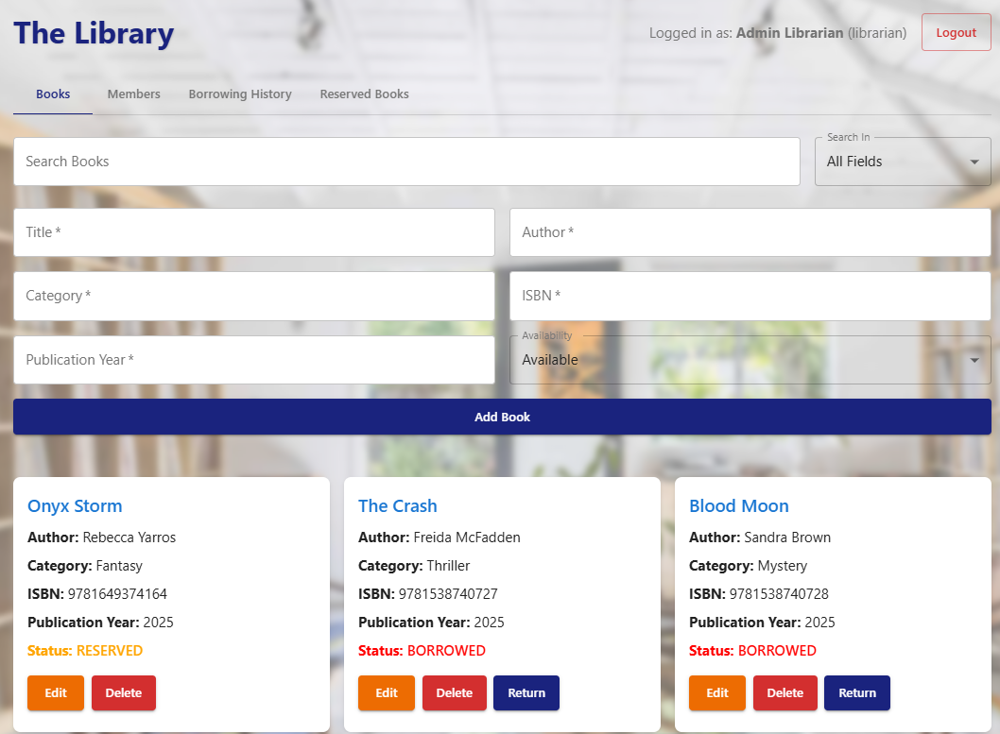 The Library
Logged in as: Admin Librarian (librarian)
Logout
Books
Members
Borrowing History
Reserved Books
Search Books
Search In
All Fields
Title *
Author *
Category *
ISBN *
Publication Year *
Availability
Available
Add Book
Onyx Storm
Author: Rebecca Yarros
Category: Fantasy
ISBN: 9781649374164
Publication Year: 2025
Status: RESERVED
Edit
Delete
The Crash
Author: Freida McFadden
Category: Thriller
ISBN: 9781538740727
Publication Year: 2025
Status: BORROWED
Edit
Delete
Return
Blood Moon
Author: Sandra Brown
Category: Mystery
ISBN: 9781538740728
Publication Year: 2025
Status: BORROWED
Edit
Delete
Return